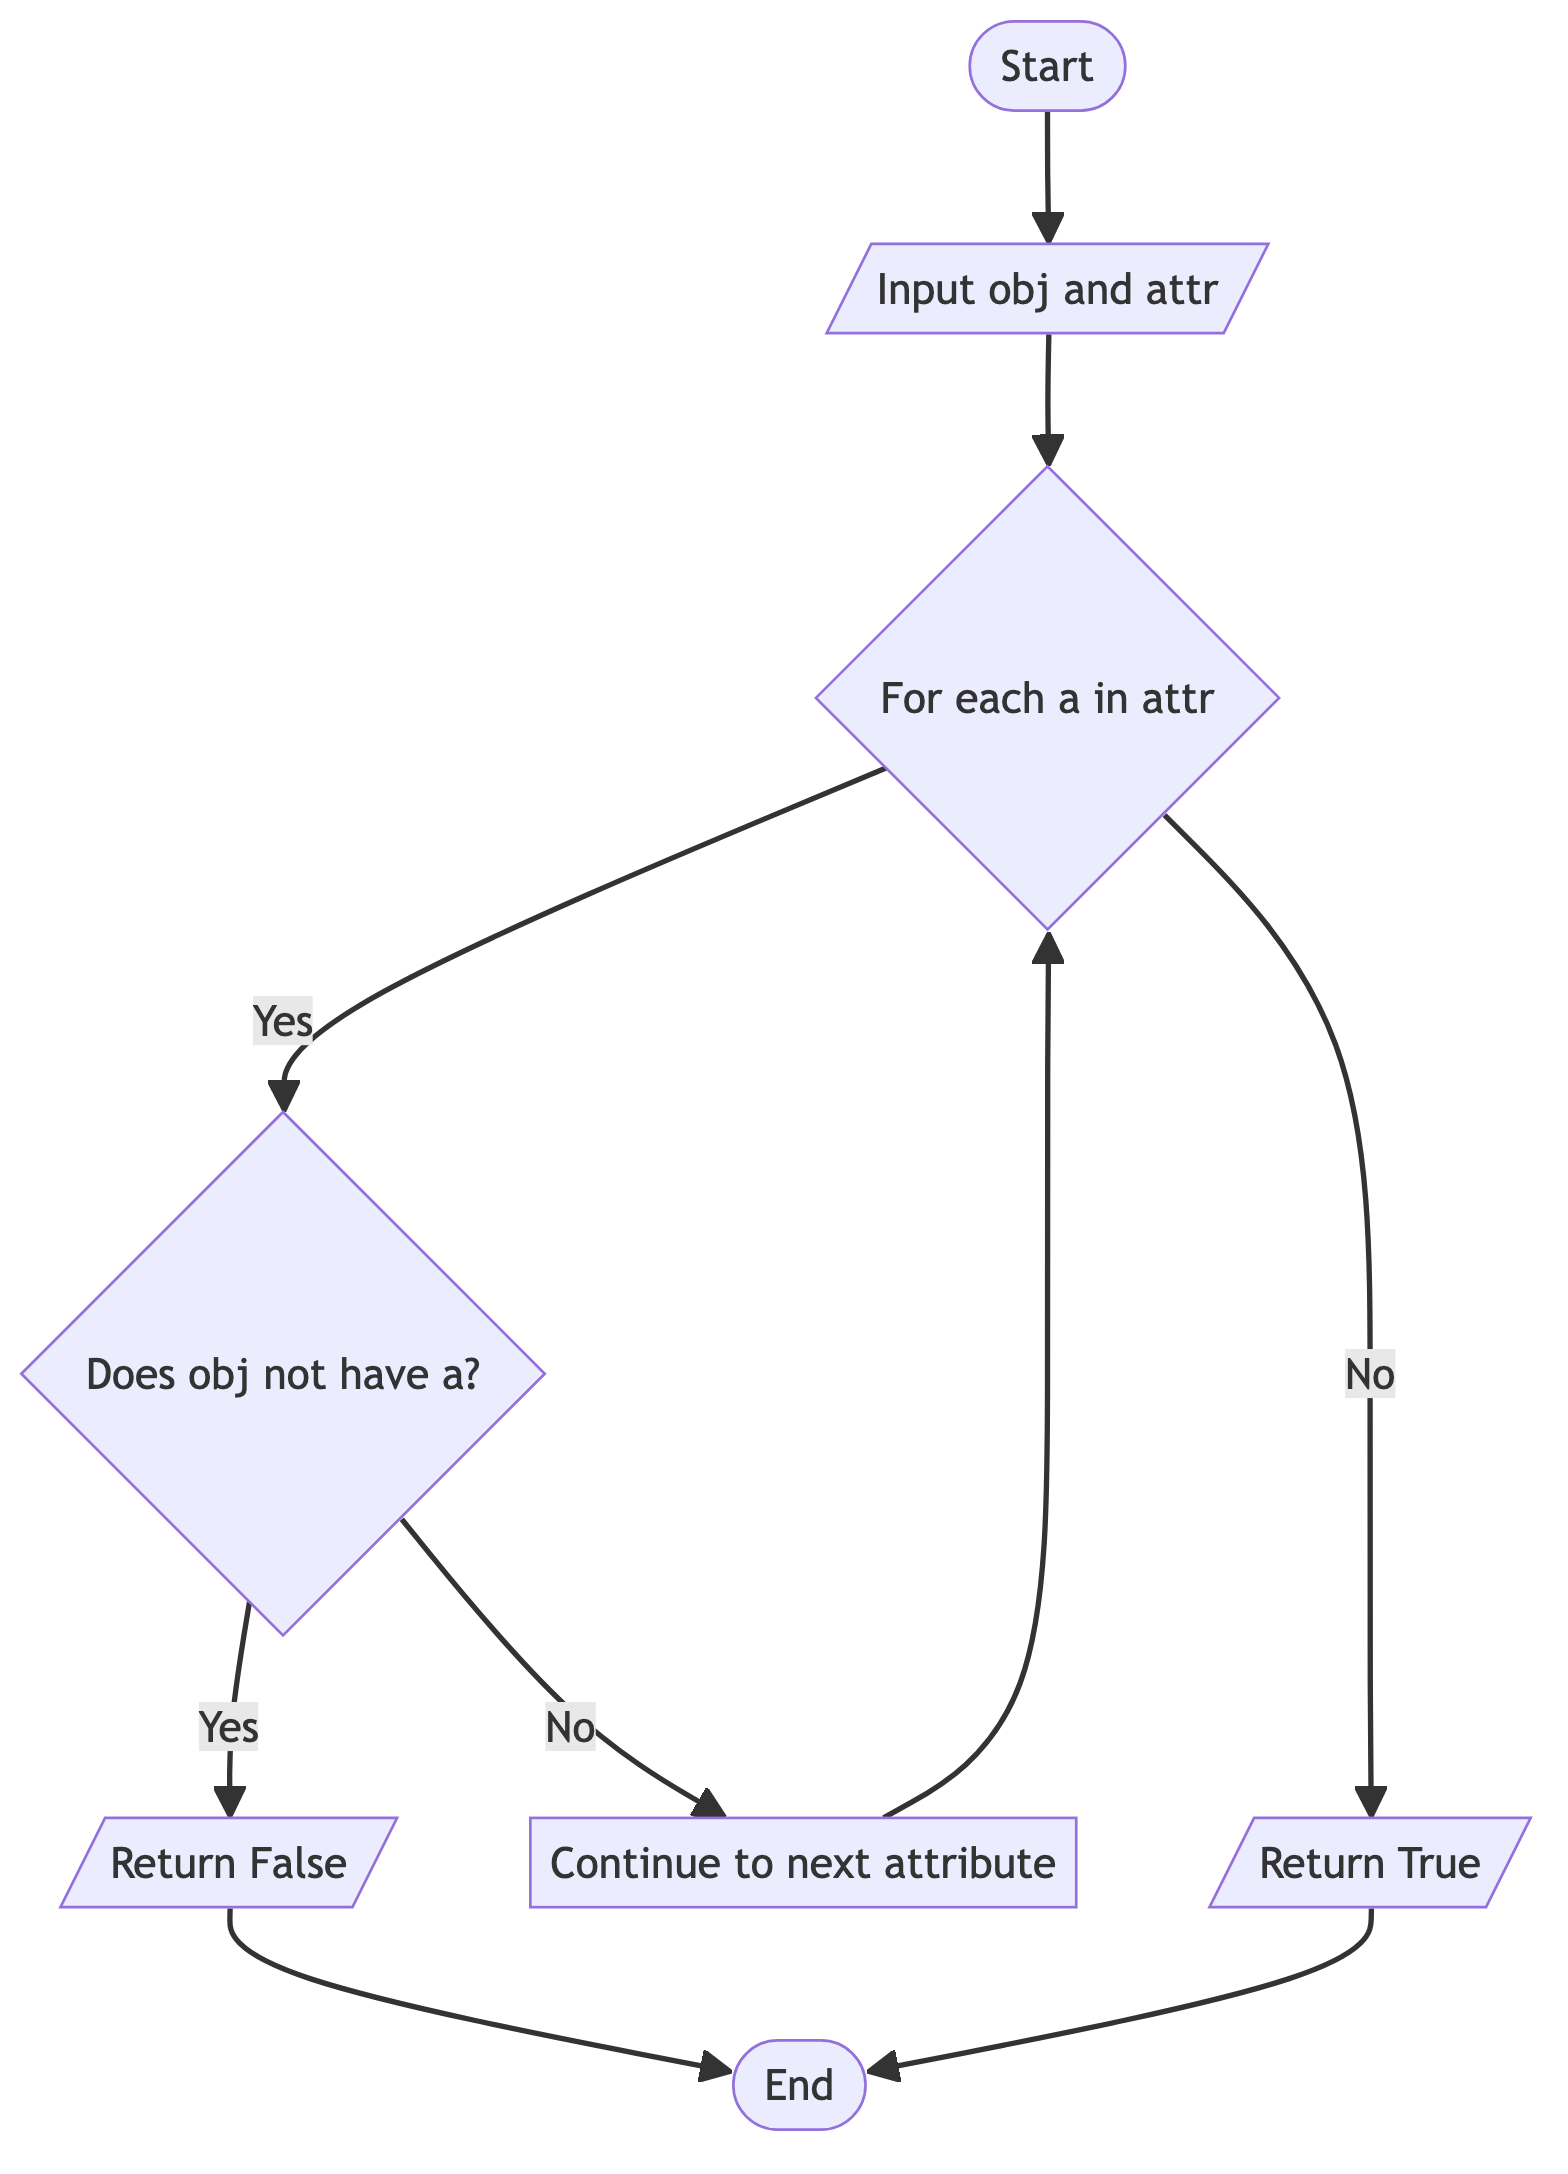 Start
Input obj and attr
For each a in attr
Yes
Does obj not have a?
No
Yes
No
Return False
Continue to next attribute
Return True
End